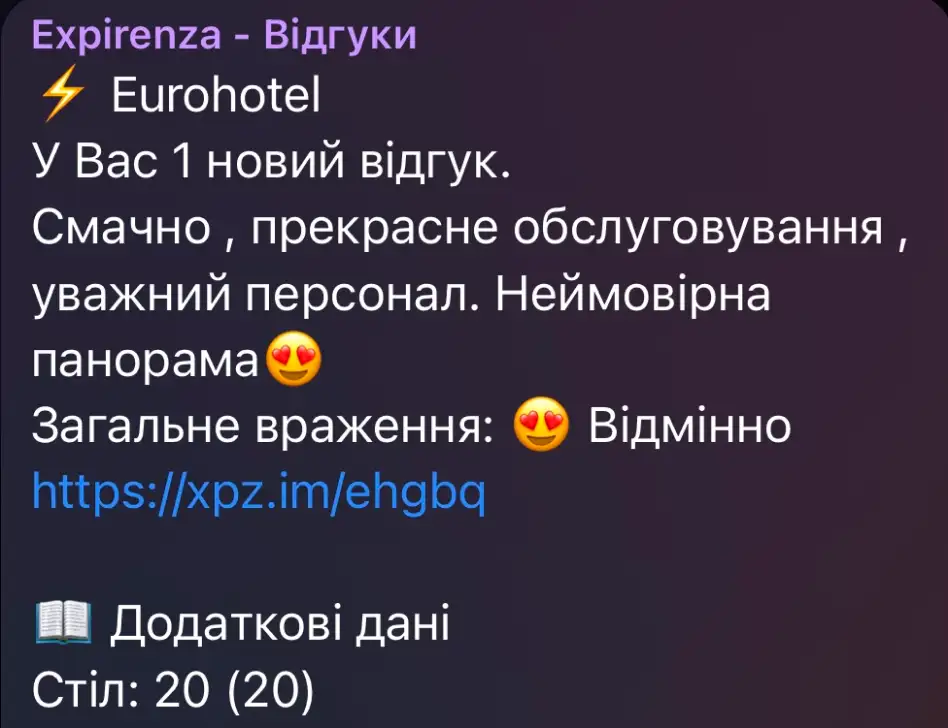 Expirenza - Відгуки
⚡ Eurohotel
У Вас 1 новий відгук.
Смачно , прекрасне обслуговування ,
уважний персонал. Неймовірна
панорама😍
Загальне враження: 😍 Відмінно
https://xpz.im/ehgbq
📖 Додаткові дані
Стіл: 20 (20)